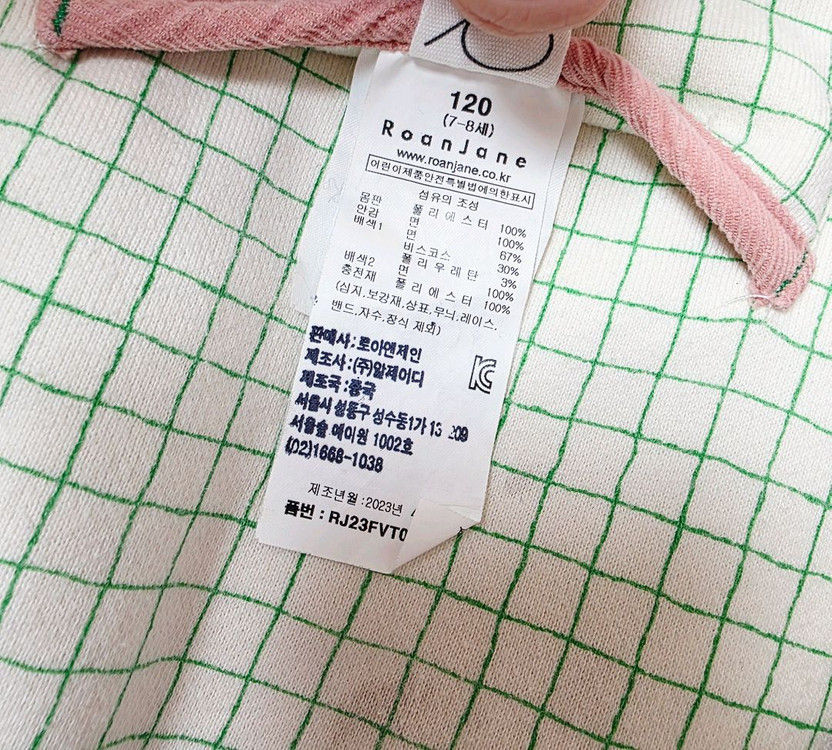 120
(7-8세)
RoanJane
www.roanjane.co.kr
어린이제품안전특별법에의한표시
섬유의 조성
몸판 폴리에스터 100%
안감 면 100%
배색1 면 67%
비스코스 30%
폴리우레탄 3%
배색2 면 100%
충전재 폴리에스터 100%
(심지,보강재,상표,무늬,레이스,
밴드,자수,장식 제외)
판매사:로아앤제인
제조사:(주)알제이디
제조국:중국
서울시 성동구 성수동1가 13 209
서울숲 에이원 1002호
(02)1668-1038
제조년월:2023년
품번 : RJ23FVT0